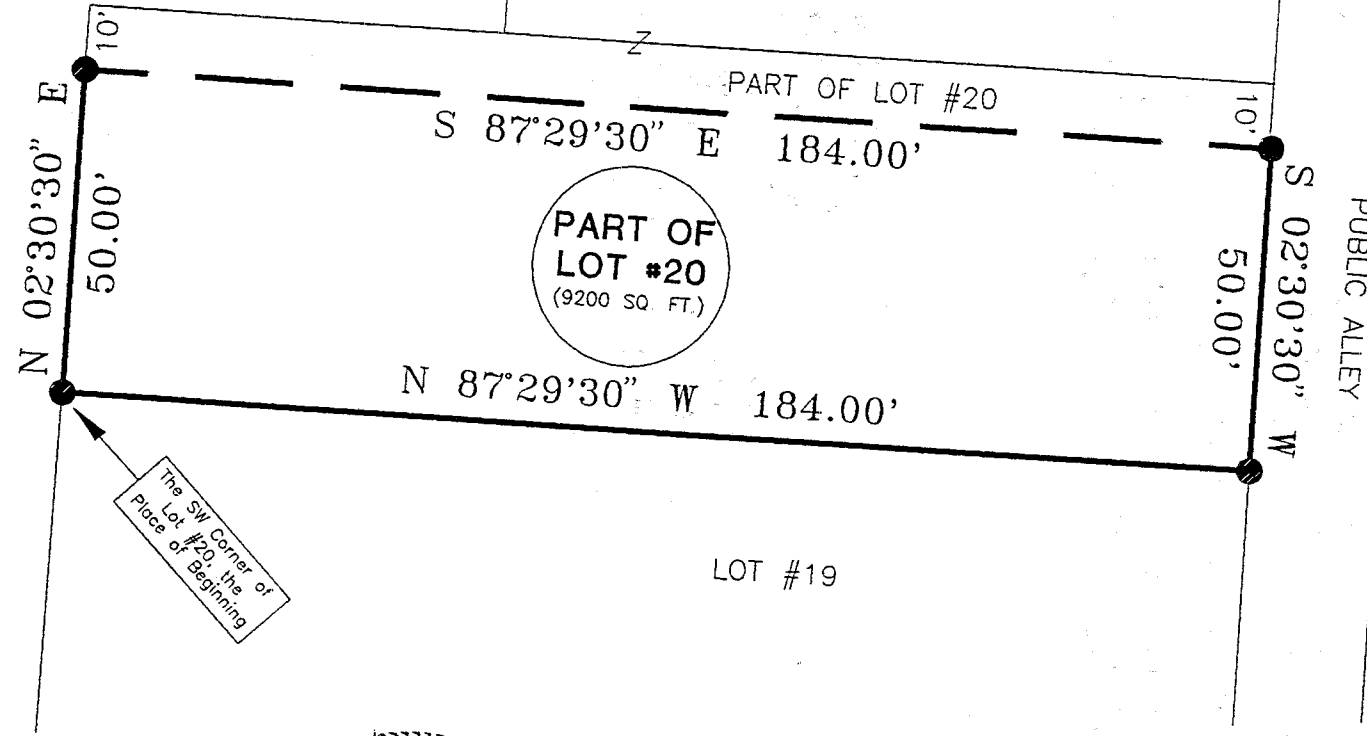 10'
Z
PART OF LOT #20
10'
S 87°29'30" E 184.00'
N 02°30'30" E
50.00'
PART OF
LOT #20
(9200 SQ. FT.)
S 02°30'30" W
50.00'
PUBLIC ALLEY
N 87°29'30" W 184.00'
The SW Corner of
Lot #20, the
Place of Beginning
LOT #19